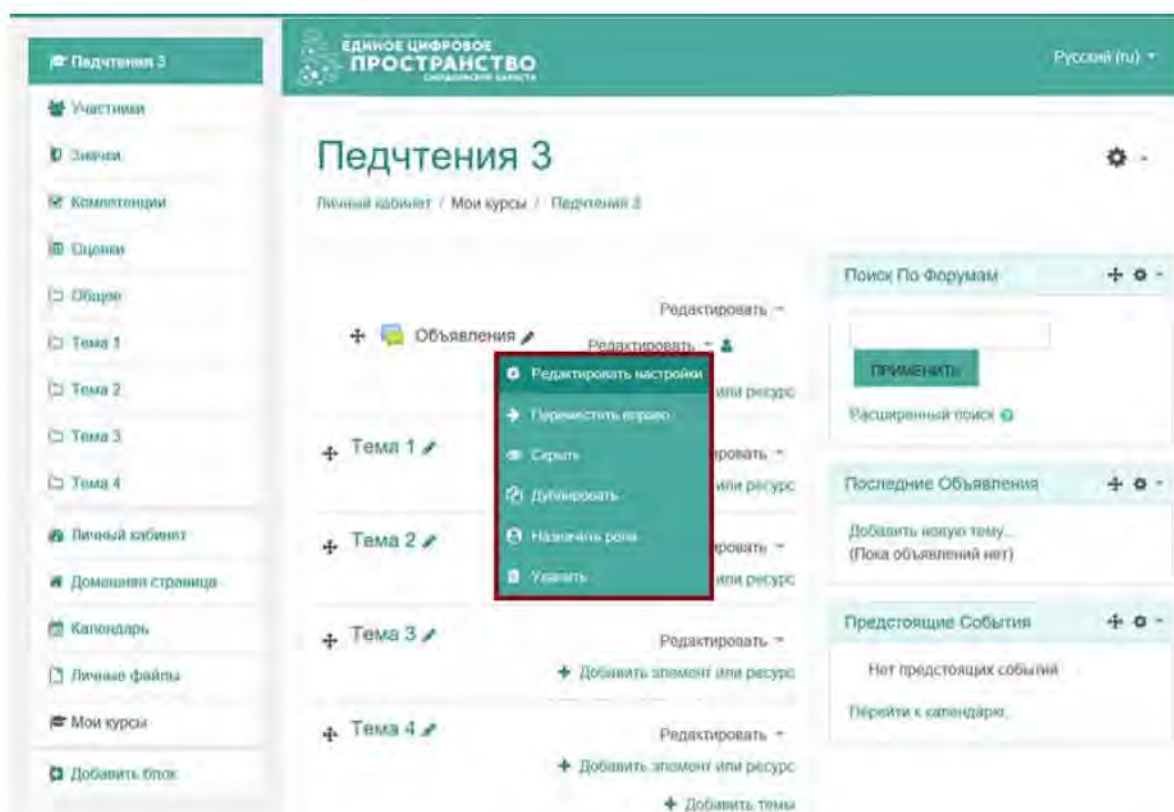 Педчтения 3
Участники
Значки
Компетенции
Оценки
Общее
Тема 1
Тема 2
Тема 3
Тема 4
Личный кабинет
Домашняя страница
Календарь
Личные файлы
Мои курсы
Добавить блок
ЕДИНОЕ ЦИФРОВОЕ
ПРОСТРАНСТВО
Русский (ru)
Педчтения 3
Личный кабинет / Мои курсы / Педчтения 3
Редактировать
Объявления
Редактировать
Редактировать настройки
Переместить вправо
Скрыть
Дублировать
Назначить роли
Удалить
или ресурс
Тема 1
ировать
или ресурс
Тема 2
ировать
или ресурс
Тема 3
Редактировать
Добавить элемент или ресурс
Тема 4
Редактировать
Добавить элемент или ресурс
Добавить темы
Поиск По Форумам
ПРИМЕНИТЬ
Расширенный поиск
Последние Объявления
Добавить новую тему...
(Пока объявлений нет)
Предстоящие События
Нет предстоящих событий
Перейти к календарю...